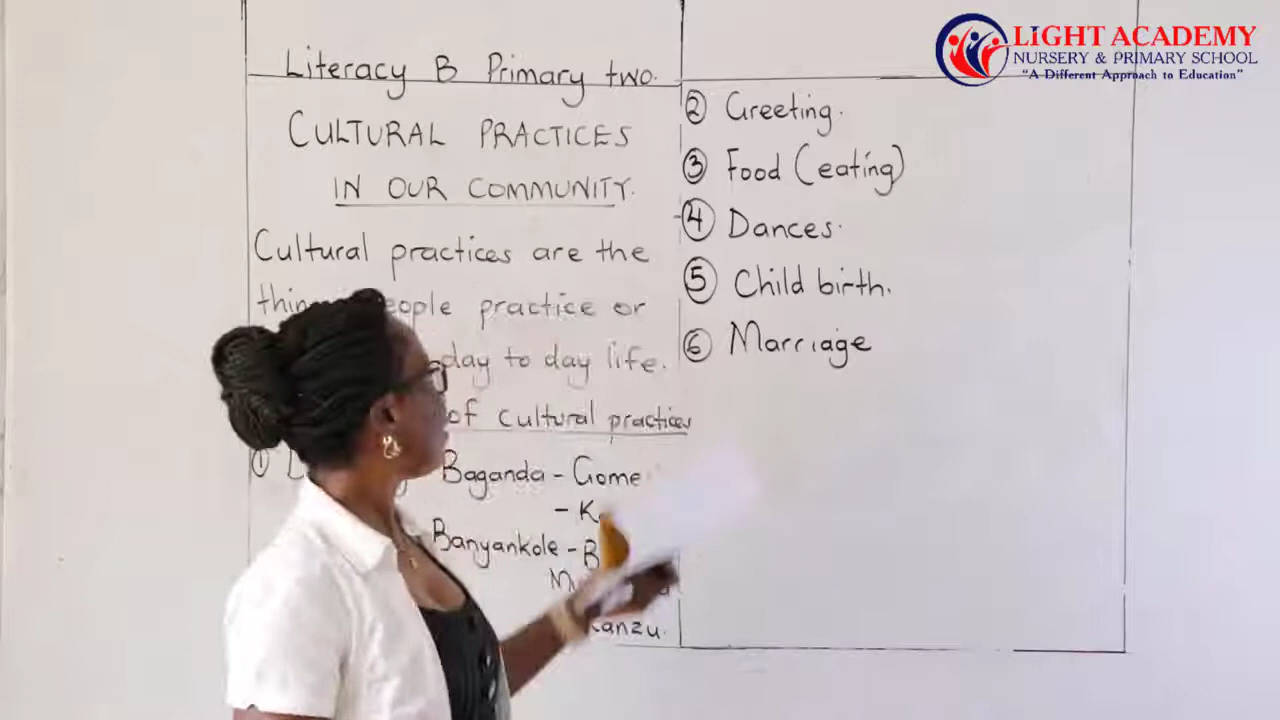 LIGHT ACADEMY
NURSERY & PRIMARY SCHOOL
"A Different Approach to Education"
Literacy B Primary two.
CULTURAL PRACTICES
IN OUR COMMUNITY.
Cultural practices are the
people practice or
day to day life.
of cultural practices
①
Baganda - Gome
- K
Banyankole - B
Kanzu.
② Greeting.
③ Food (eating)
④ Dances.
⑤ Child birth.
⑥ Marriage